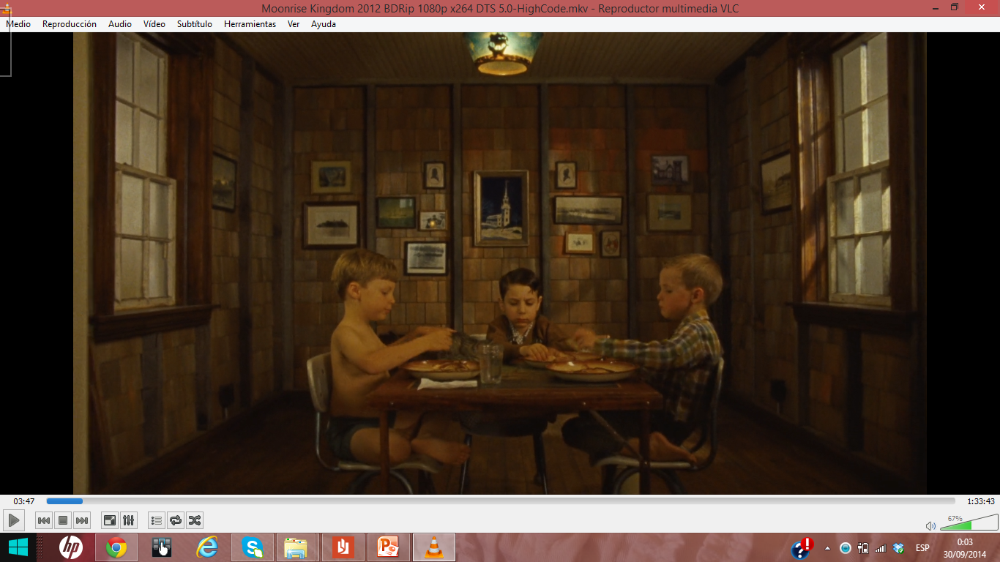 Moonrise Kingdom 2012 BDRip 1080p x264 DTS 5.0-HighCode.mkv - Reproductor multimedia VLC
Medio Reproducción Audio Vídeo Subtítulo Herramientas Ver Ayuda
03:47 1:33:43
67%
hp
ESP
0:03
30/09/2014